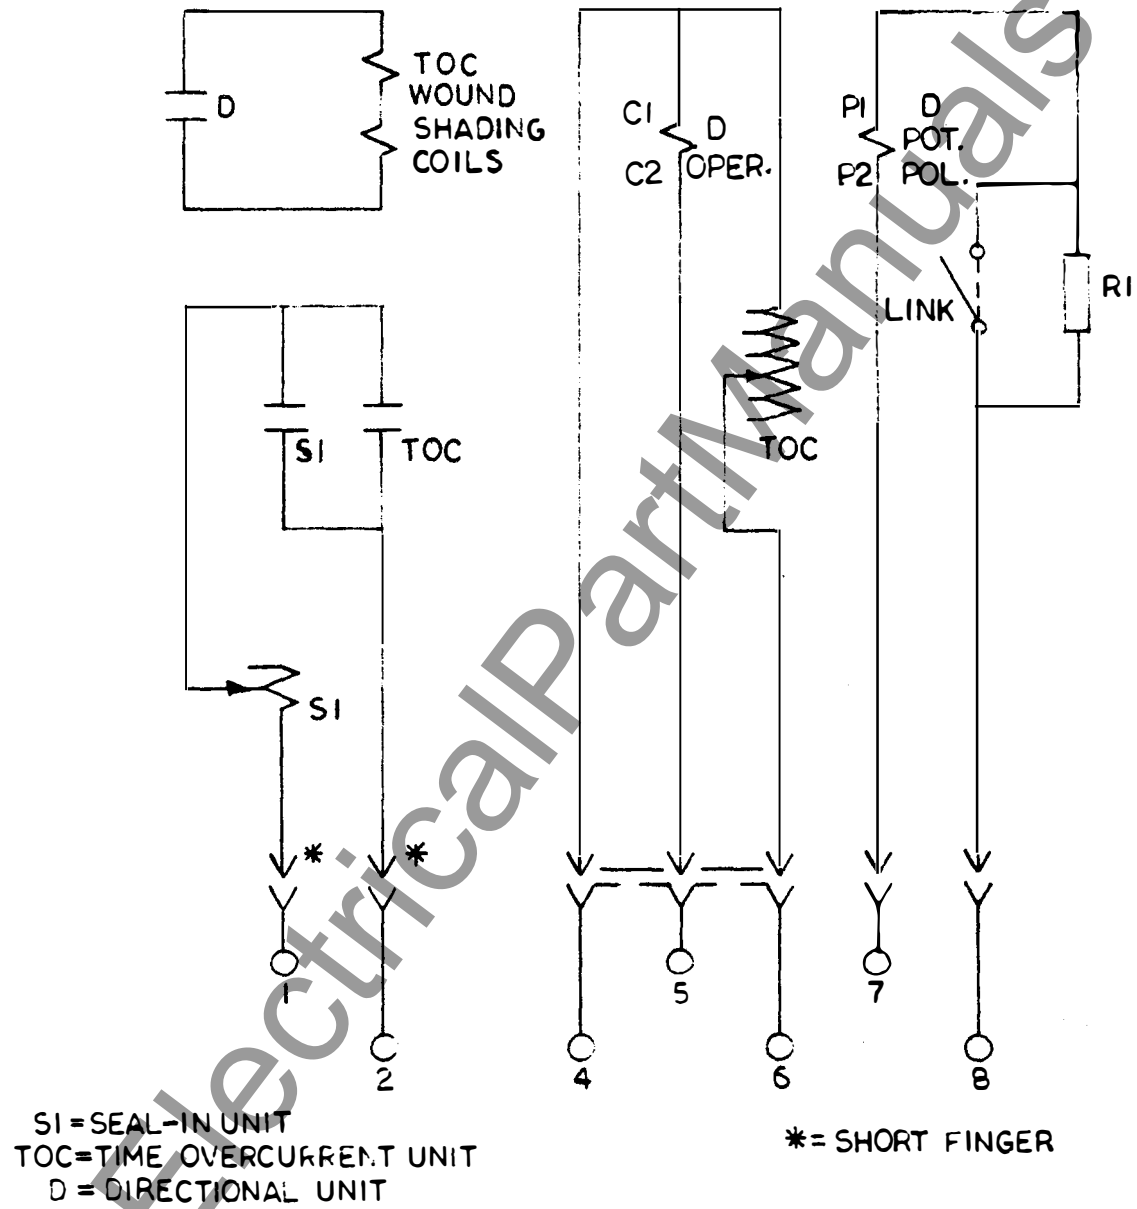 D
TOC
WOUND
SHADING
COILS
C1
C2
D
OPER.
P1
P2
D
POT.
POL.
LINK
R1
SI
TOC
TOC
SI
*
*
1
2
4
5
6
7
8
SI = SEAL-IN UNIT
TOC=TIME OVERCURRENT UNIT
D = DIRECTIONAL UNIT
*= SHORT FINGER
ElectricalPartManuals